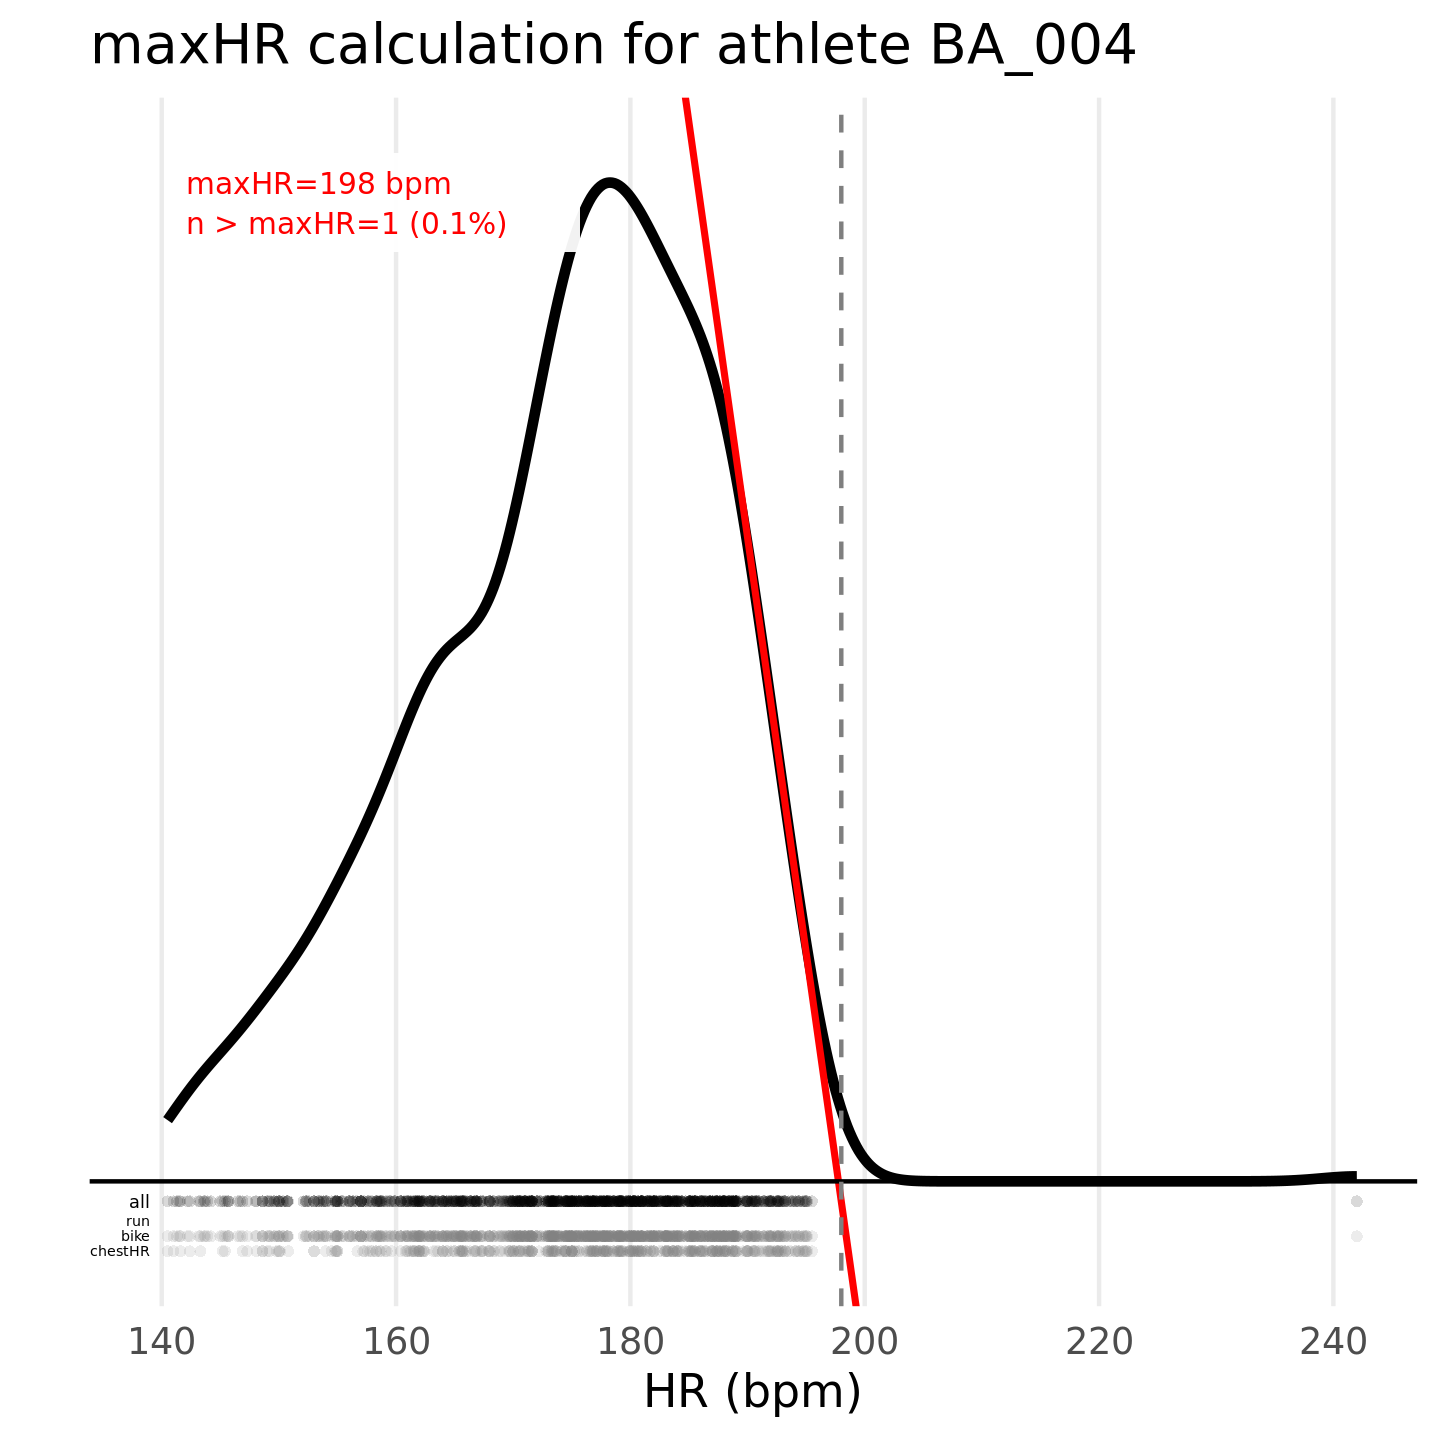 maxHR calculation for athlete BA_004
maxHR=198 bpm
n > maxHR=1 (0.1%)
all
run
bike
chestHR
140 160 180 200 220 240
HR (bpm)